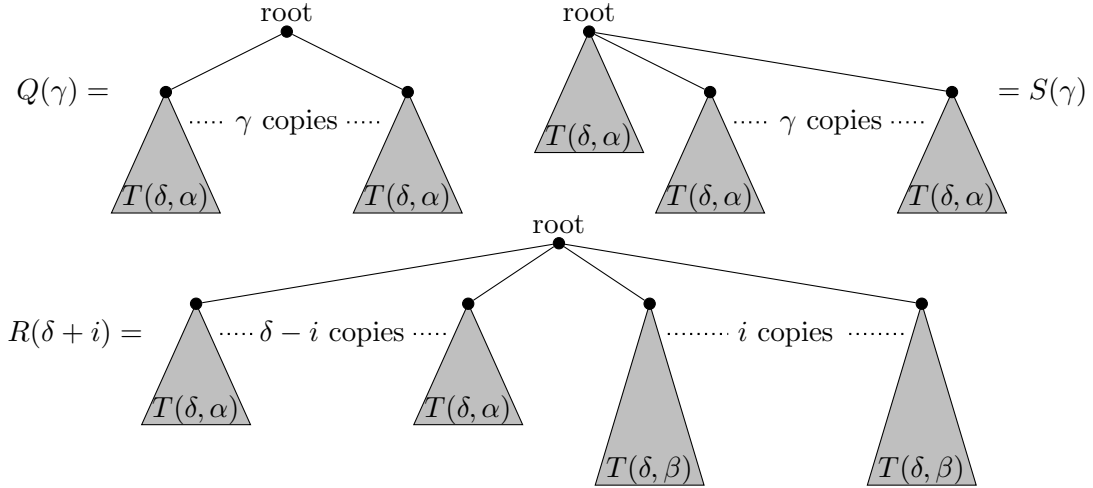 root root
Q(γ) = = S(γ)
γ copies γ copies
T(δ, α)
T(δ, α) T(δ, α) T(δ, α) T(δ, α)
root
R(δ + i) = δ − i copies i copies
T(δ, α) T(δ, α)
T(δ, β) T(δ, β)